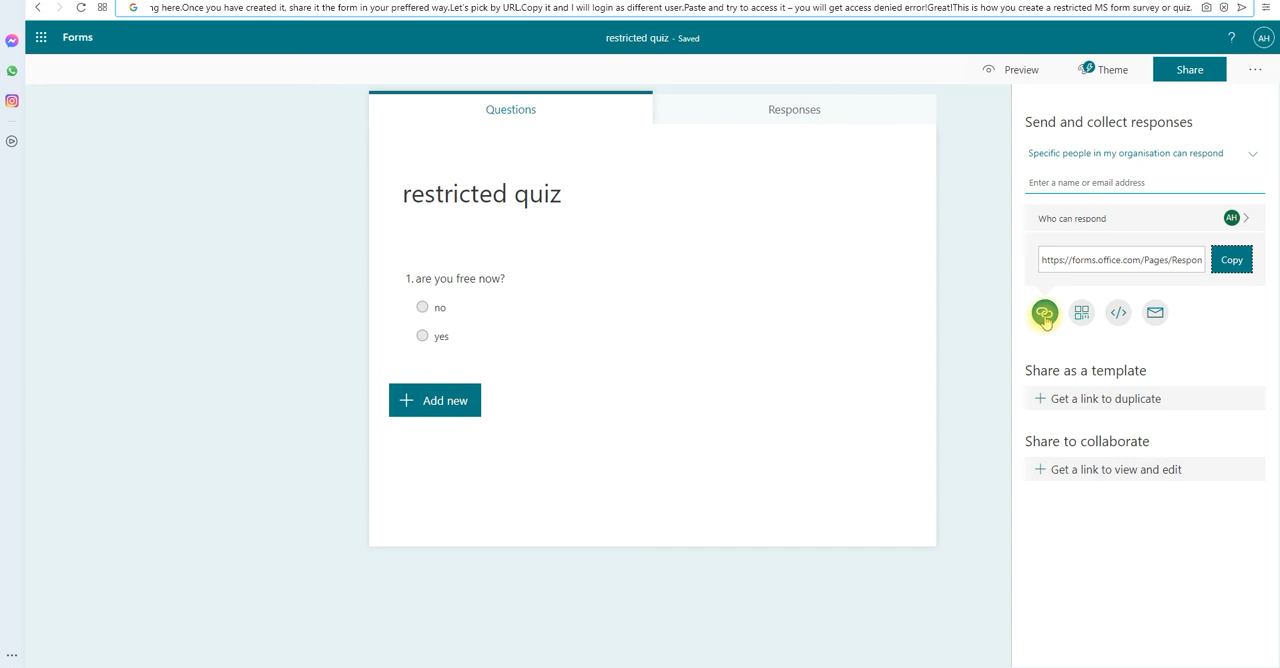 ng here.Once you have created it, share it the form in your preffered way.Let's pick by URL.Copy it and I will login as different user.Paste and try to access it – you will get access denied error!Great!This is how you create a restricted MS form survey or quiz.
Forms
restricted quiz - Saved
? AH
Preview
Theme
Share
Questions
Responses
restricted quiz
1. are you free now?
no
yes
Add new
Send and collect responses
Specific people in my organisation can respond
Enter a name or email address
Who can respond
AH
https://forms.office.com/Pages/Respon
Copy
Share as a template
Get a link to duplicate
Share to collaborate
Get a link to view and edit